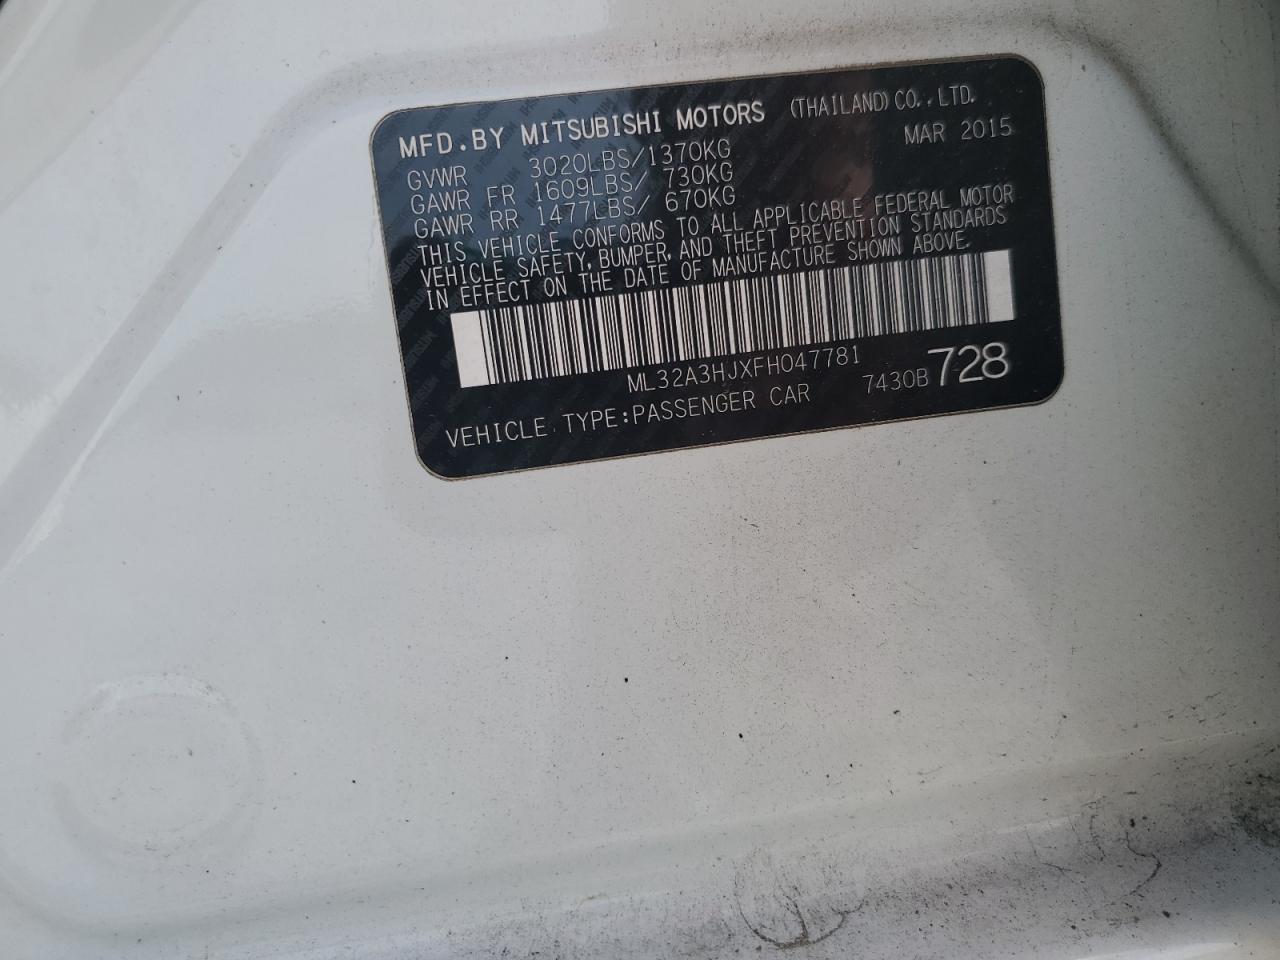 MFD.BY MITSUBISHI MOTORS (THAILAND) CO.,LTD.
MAR 2015
GVWR 3020LBS/1370KG
GAWR FR 1609LBS/ 730KG
GAWR RR 1477LBS/ 670KG
THIS VEHICLE CONFORMS TO ALL APPLICABLE FEDERAL MOTOR
VEHICLE SAFETY, BUMPER, AND THEFT PREVENTION STANDARDS
IN EFFECT ON THE DATE OF MANUFACTURE SHOWN ABOVE.
ML32A3HJXFH047781
VEHICLE TYPE:PASSENGER CAR 7430B 728